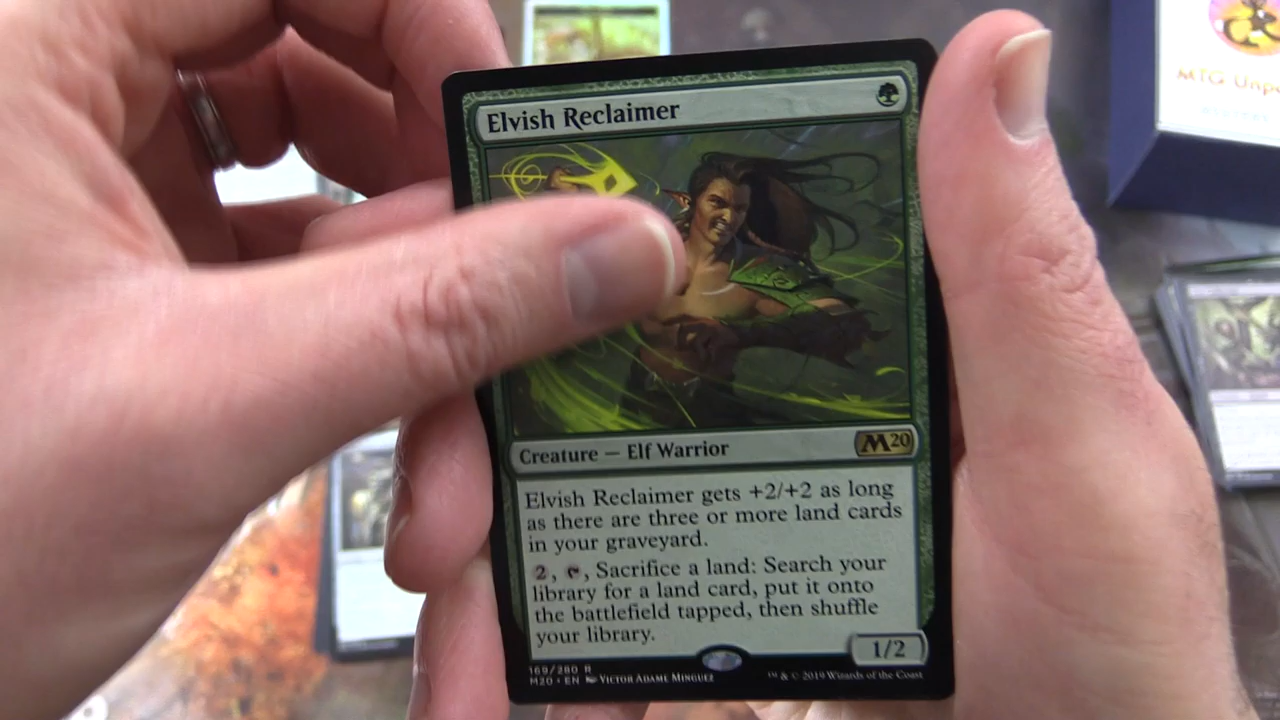 Elvish Reclaimer
Creature — Elf Warrior
M20
Elvish Reclaimer gets +2/+2 as long
as there are three or more land cards
in your graveyard.
2, , Sacrifice a land: Search your
library for a land card, put it onto
the battlefield tapped, then shuffle
your library.
1/2
169/280 R
M20 • EN Victor Adame Minguez
™ & © 2019 Wizards of the Coast
MTG